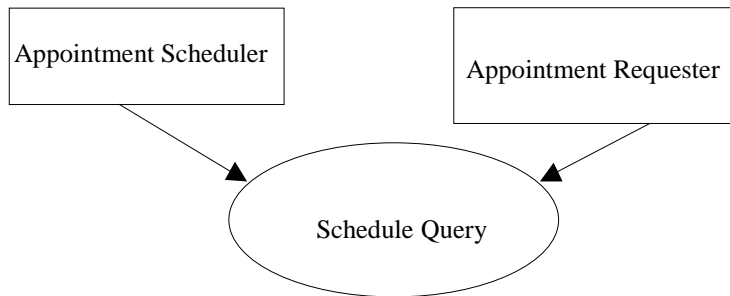 Appointment Scheduler
Appointment Requester
Schedule Query